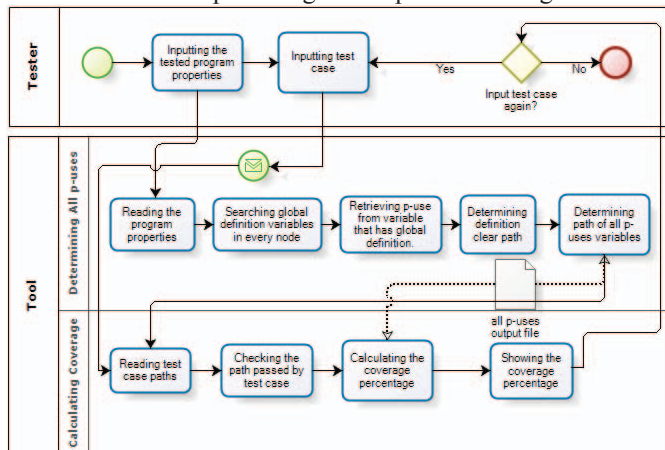 Tester
Inputting the
tested program
properties
Inputting test
case
Yes
No
Input test case
again?
Tool
Determining All p-uses
Reading the
program
properties
Searching global
definition variables
in every node
Retrieving p-use
from variable
that has global
definition.
Determining
definition
clear path
Determining
path of all p-
uses variables
all p-uses
output file
Calculating Coverage
Reading test
case paths
Checking the
path passed by
test case
Calculating the
coverage
percentage
Showing the
coverage
percentage